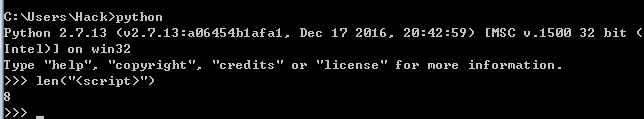 C:\Users\Hack>python
Python 2.7.13 (v2.7.13:a06454b1afa1, Dec 17 2016, 20:42:59) [MSC v.1500 32 bit (
Intel)] on win32
Type "help", "copyright", "credits" or "license" for more information.
>>> len("<script>")
8
>>> _